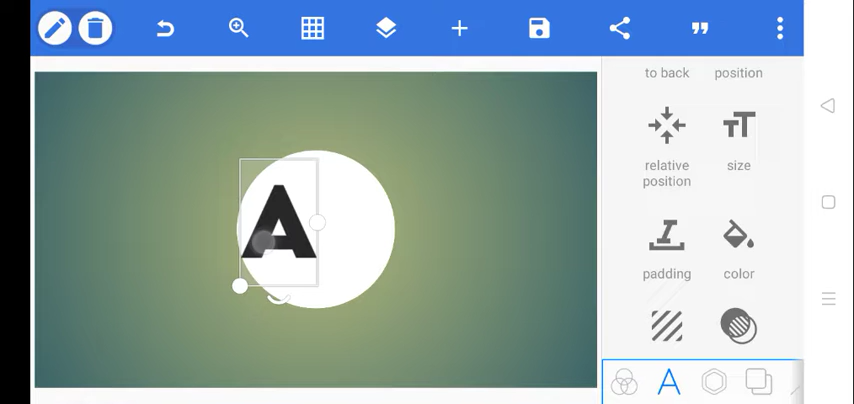 to back position
relative position
size
A
padding color